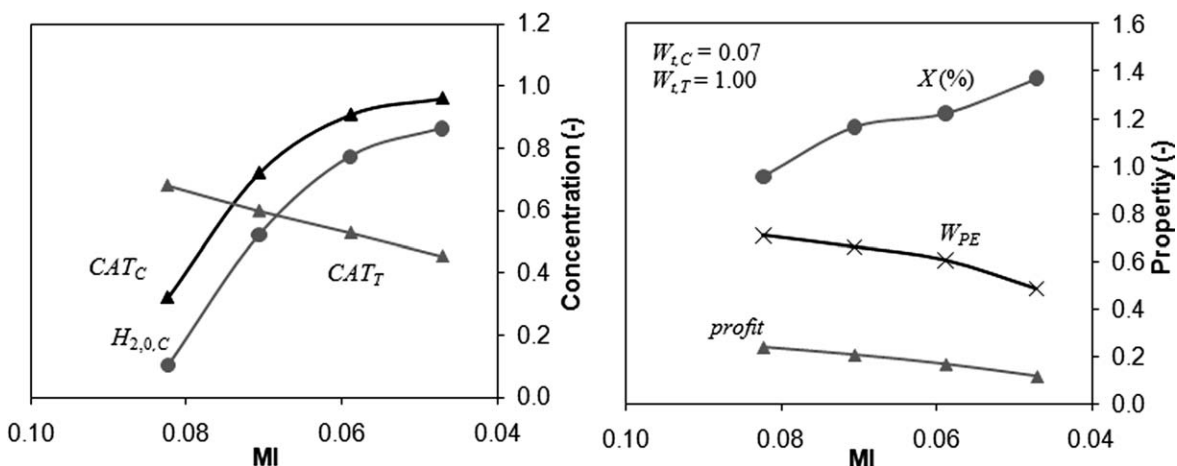 1.2
1.0
0.8
0.6
0.4
0.2
0.0
Concentration (-)
CAT_C
CAT_T
H_2,0,C
0.10
0.08
0.06
0.04
MI
W_t,C = 0.07
W_t,T = 1.00
X (%)
W_PE
profit
1.6
1.4
1.2
1.0
0.8
0.6
0.4
0.2
0.0
Propertiy (-)
0.10
0.08
0.06
0.04
MI